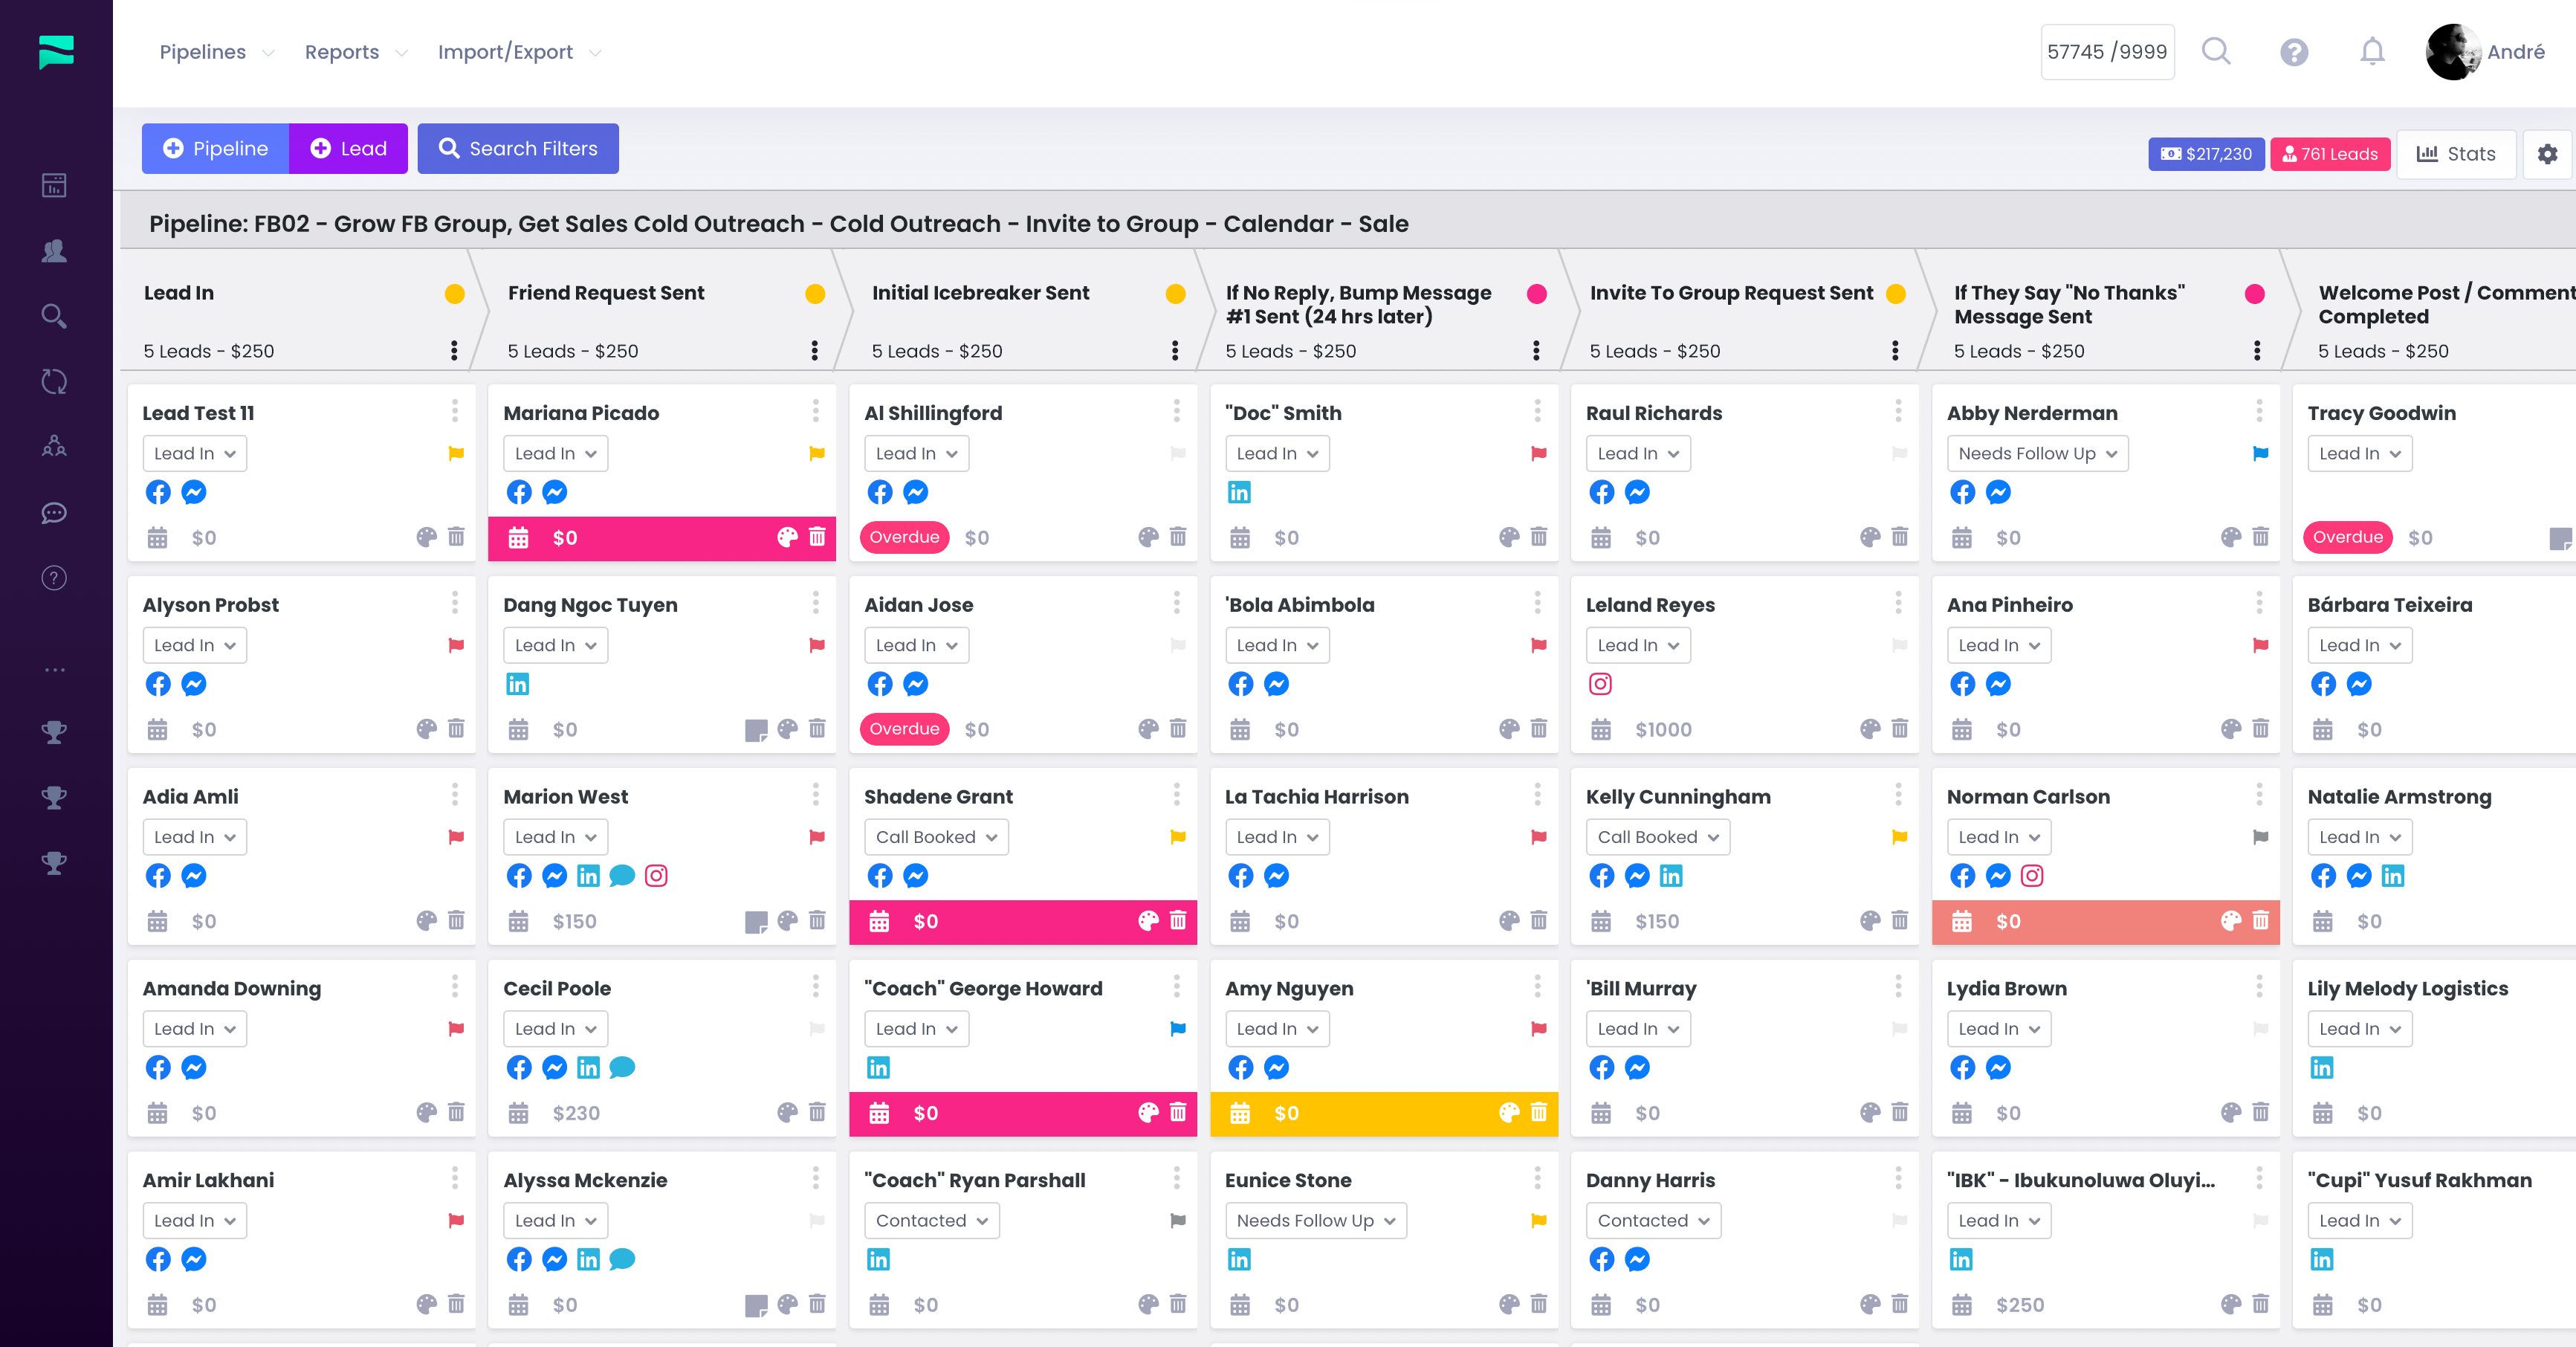 Pipelines
Reports
Import/Export
57745 /9999
André
Pipeline
Lead
Search Filters
$217,230
761 Leads
Stats
Pipeline: FB02 - Grow FB Group, Get Sales Cold Outreach - Cold Outreach - Invite to Group - Calendar - Sale
Lead In
5 Leads - $250
Friend Request Sent
5 Leads - $250
Initial Icebreaker Sent
5 Leads - $250
If No Reply, Bump Message
#1 Sent (24 hrs later)
5 Leads - $250
Invite To Group Request Sent
5 Leads - $250
If They Say "No Thanks"
Message Sent
5 Leads - $250
Welcome Post / Comment
Completed
5 Leads - $250
Lead Test 11
Lead In
$0
Mariana Picado
Lead In
$0
Al Shillingford
Lead In
Overdue $0
"Doc" Smith
Lead In
$0
Raul Richards
Lead In
$0
Abby Nerderman
Needs Follow Up
$0
Tracy Goodwin
Lead In
Overdue $0
Alyson Probst
Lead In
$0
Dang Ngoc Tuyen
Lead In
$0
Aidan Jose
Lead In
Overdue $0
'Bola Abimbola
Lead In
$0
Leland Reyes
Lead In
$1000
Ana Pinheiro
Lead In
$0
Bárbara Teixeira
Lead In
$0
Adia Amli
Lead In
$0
Marion West
Lead In
$150
Shadene Grant
Call Booked
$0
La Tachia Harrison
Lead In
$0
Kelly Cunningham
Call Booked
$150
Norman Carlson
Lead In
$0
Natalie Armstrong
Lead In
$0
Amanda Downing
Lead In
$0
Cecil Poole
Lead In
$230
"Coach" George Howard
Lead In
$0
Amy Nguyen
Lead In
$0
'Bill Murray
Lead In
$0
Lydia Brown
Lead In
$0
Lily Melody Logistics
Lead In
$0
Amir Lakhani
Lead In
$0
Alyssa Mckenzie
Lead In
$0
"Coach" Ryan Parshall
Contacted
$0
Eunice Stone
Needs Follow Up
$0
Danny Harris
Contacted
$0
"IBK" - Ibukunoluwa Oluyi...
Lead In
$250
"Cupi" Yusuf Rakhman
Lead In
$0